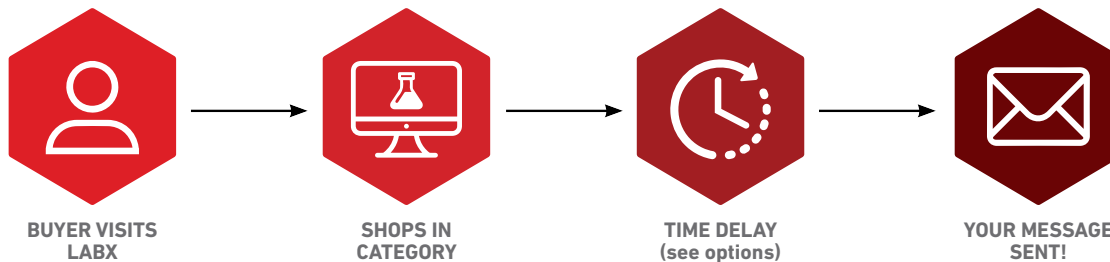 BUYER VISITS
LABX
SHOPS IN
CATEGORY
TIME DELAY
(see options)
YOUR MESSAGE
SENT!